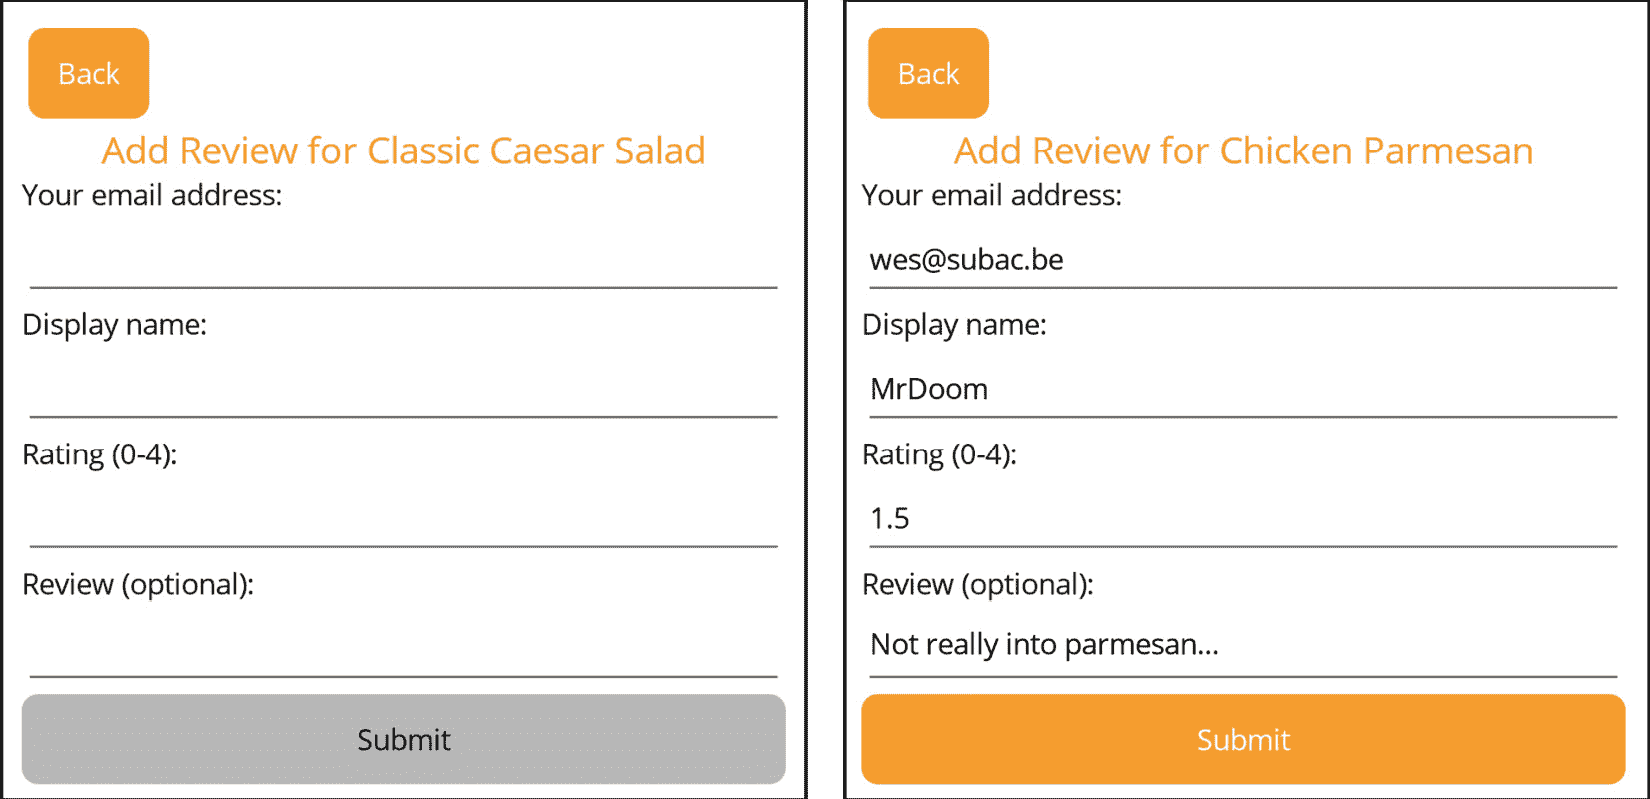 Back
Add Review for Classic Caesar Salad
Your email address:
Display name:
Rating (0-4):
Review (optional):
Submit
Back
Add Review for Chicken Parmesan
Your email address:
wes@subac.be
Display name:
MrDoom
Rating (0-4):
1.5
Review (optional):
Not really into parmesan...
Submit